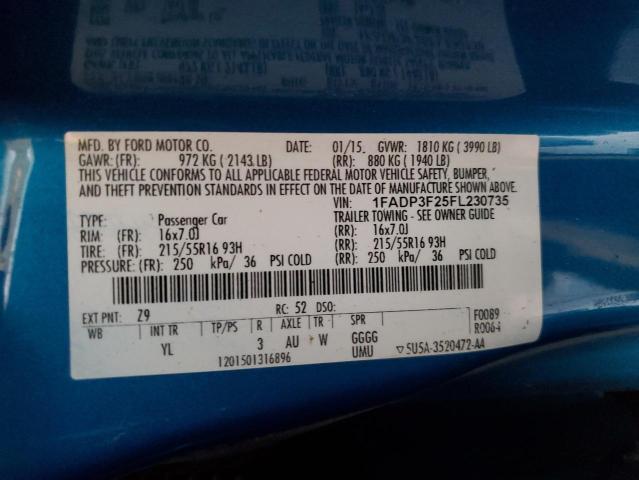 MFD. BY FORD MOTOR CO. DATE: 01/15 GVWR: 1810 KG ( 3990 LB)
GAWR: (FR): 972 KG ( 2143 LB) (RR): 880 KG ( 1940 LB)
THIS VEHICLE CONFORMS TO ALL APPLICABLE FEDERAL MOTOR VEHICLE SAFETY, BUMPER,
AND THEFT PREVENTION STANDARDS IN EFFECT ON THE DATE OF MANUFACTURE SHOWN ABOVE.
VIN: 1FADP3F25FL230735
TYPE: Passenger Car TRAILER TOWING - SEE OWNER GUIDE
RIM: (FR) 16x7.0J (RR): 16x7.0J
TIRE: (FR) 215/55R16 93H (RR): 215/55R16 93H
PRESSURE: (FR) 250 kPa/ 36 PSI COLD (RR): 250 kPa/ 36 PSI COLD
EXT PNT: Z9 RC: 52 DSO: F0089
WB INT TR TP/PS R AXLE TR SPR R0064
YL 3 AU W GGGG
UMU
1201501316896 5U5A-3520472-AA